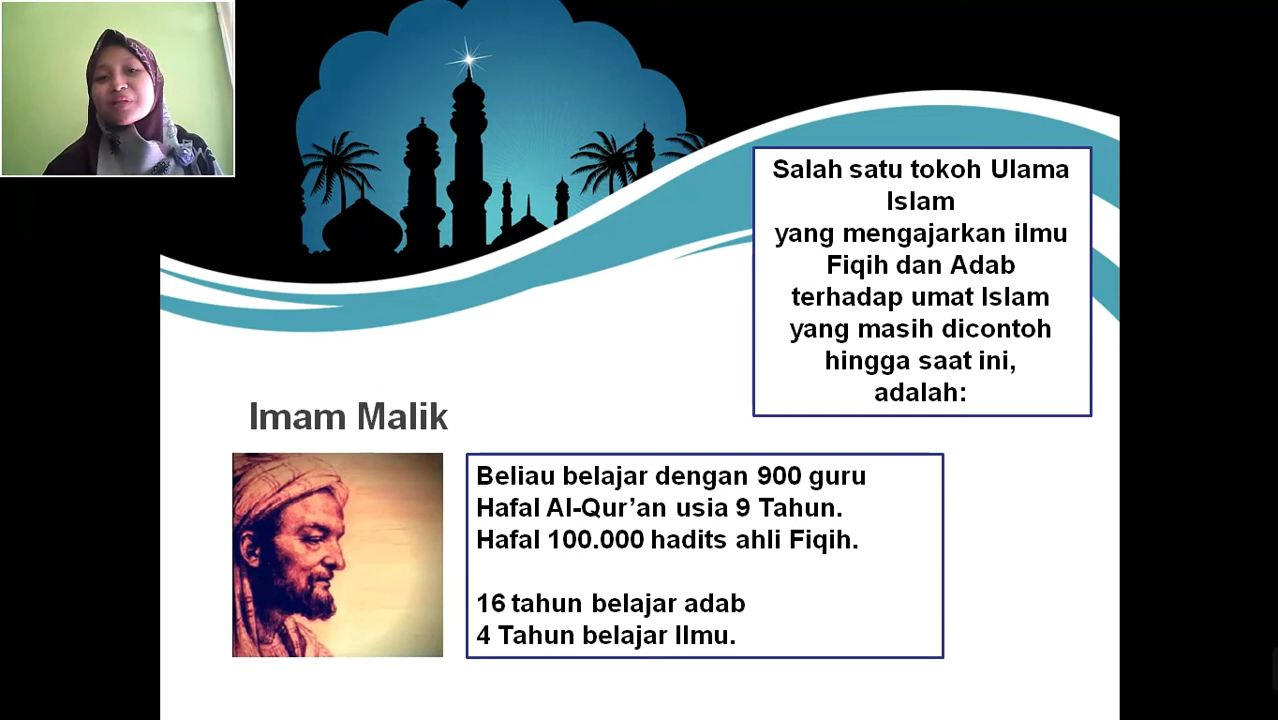 Salah satu tokoh Ulama
Islam
yang mengajarkan ilmu
Fiqih dan Adab
terhadap umat Islam
yang masih dicontoh
hingga saat ini,
adalah:
Imam Malik
Beliau belajar dengan 900 guru
Hafal Al-Qur’an usia 9 Tahun.
Hafal 100.000 hadits ahli Fiqih.
16 tahun belajar adab
4 Tahun belajar Ilmu.